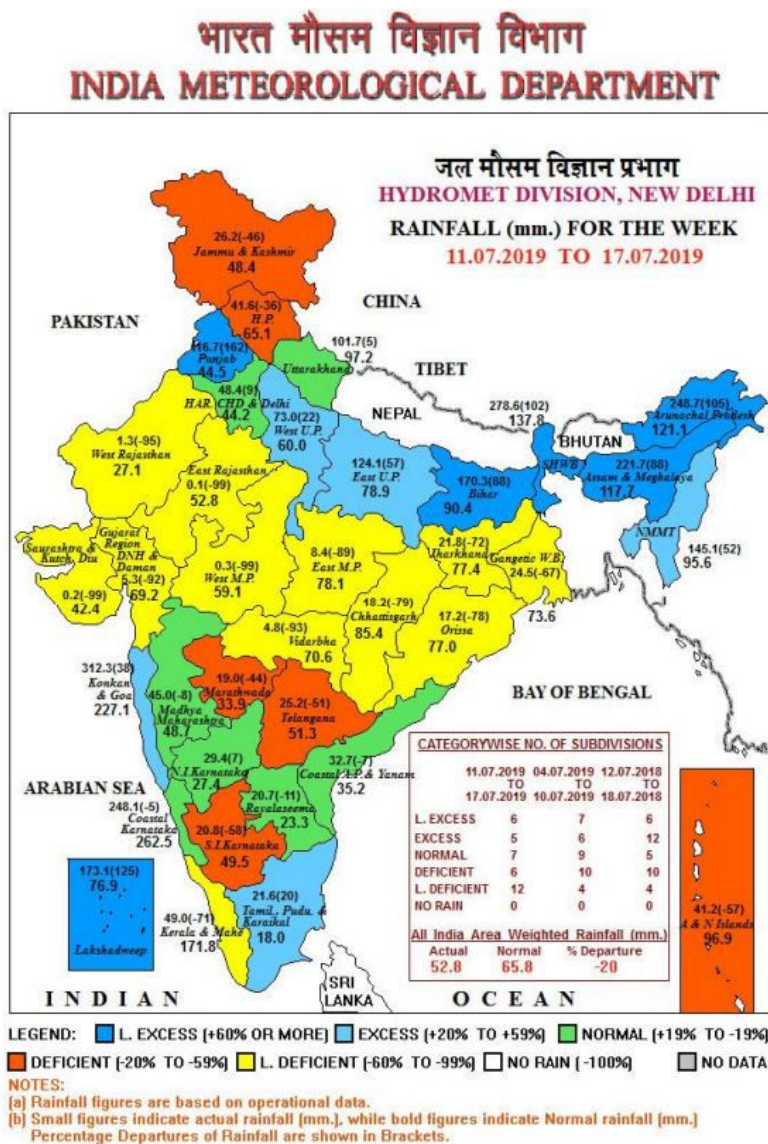 भारत मौसम विज्ञान विभाग
INDIA METEOROLOGICAL DEPARTMENT
जल मौसम विज्ञान प्रभाग
HYDROMET DIVISION, NEW DELHI
RAINFALL (mm.) FOR THE WEEK
11.07.2019 TO 17.07.2019
26.2(-46)
Jammu & Kashmir
48.4
41.6(-36)
H.P.
65.1
CHINA
PAKISTAN
116.7(162)
Punjab
44.5
101.7(5)
97.2
Uttarakhand
TIBET
48.4(9)
HAR. CHD & Delhi
44.2
73.0(22)
West U.P.
60.0
NEPAL
278.6(102)
137.8
SHWB
BHUTAN
248.7(105)
Arunachal Pradesh
121.1
1.3(-95)
West Rajasthan
27.1
East Rajasthan
0.1(-99)
52.8
124.1(57)
East U.P.
78.9
170.3(88)
Bihar
90.4
221.7(88)
Assam & Meghalaya
117.7
NMMT
145.1(52)
95.6
Saurashtra &
Kutch, Diu
0.2(-99)
42.4
Gujarat
Region
DNH &
Daman
5.3(-92)
69.2
0.3(-99)
West M.P.
59.1
8.4(-89)
East M.P.
78.1
21.8(-72)
Jharkhand
77.4
Gangetic W.B.
24.5(-67)
73.6
18.2(-79)
Chhattisgarh
85.4
17.2(-78)
Orissa
77.0
4.8(-93)
Vidarbha
70.6
312.3(38)
Konkan
& Goa
227.1
45.0(-8)
Madhya
Maharashtra
48.7
19.0(-44)
Marathwada
33.9
25.2(-51)
Telangana
51.3
BAY OF BENGAL
29.4(7)
N.I.Karnataka
27.4
32.7(-7)
Coastal A.P.& Yanam
35.2
ARABIAN SEA
248.1(-5)
Coastal
Karnataka
262.5
20.7(-11)
Rayalaseema
23.3
20.8(-58)
S.I.Karnataka
49.5
173.1(125)
76.9
Lakshadweep
49.0(-71)
Kerala & Mahe
171.8
21.6(20)
Tamil., Pudu. &
Karaikal
18.0
41.2(-57)
A & N Islands
96.9
CATEGORYWISE NO. OF SUBDIVISIONS
11.07.2019 04.07.2019 12.07.2018
TO TO TO
17.07.2019 10.07.2019 18.07.2018
L. EXCESS 6 7 6
EXCESS 5 6 12
NORMAL 7 9 5
DEFICIENT 6 10 10
L. DEFICIENT 12 4 4
NO RAIN 0 0 0
All India Area Weighted Rainfall (mm.)
Actual Normal % Departure
52.8 65.8 -20
SRI
LANKA
INDIAN OCEAN
LEGEND: L. EXCESS (+60% OR MORE) EXCESS (+20% TO +59%) NORMAL (+19% TO -19%)
DEFICIENT (-20% TO -59%) L. DEFICIENT (-60% TO -99%) NO RAIN (-100%) NO DATA
NOTES:
(a) Rainfall figures are based on operational data.
(b) Small figures indicate actual rainfall (mm.), while bold figures indicate Normal rainfall (mm.)
Percentage Departures of Rainfall are shown in Brackets.